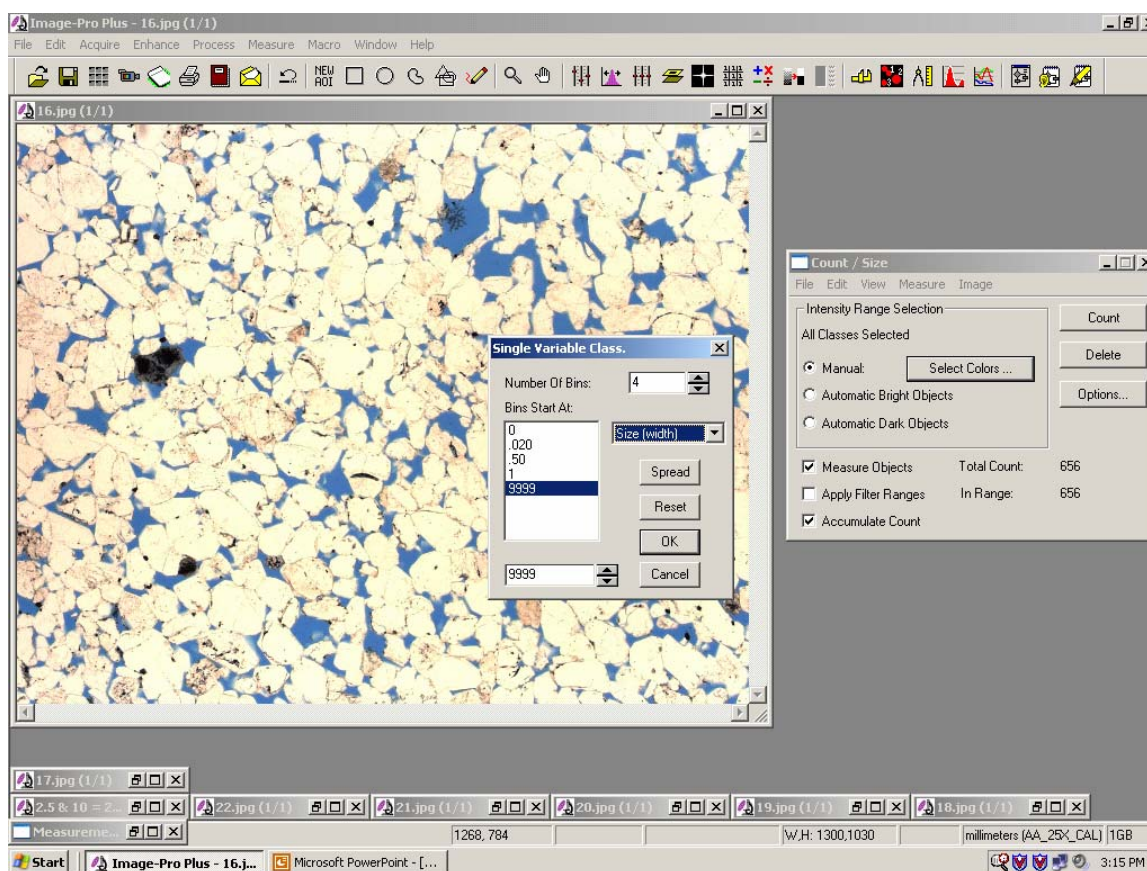 Image-Pro Plus - 16.jpg (1/1)
File Edit Acquire Enhance Process Measure Macro Window Help
NEW
AOI
16.jpg (1/1)
Count / Size
File Edit View Measure Image
Intensity Range Selection
All Classes Selected
Manual: Select Colors ...
Automatic Bright Objects
Automatic Dark Objects
Count
Delete
Options...
Measure Objects Total Count: 656
Apply Filter Ranges In Range: 656
Accumulate Count
Single Variable Class.
Number Of Bins: 4
Bins Start At:
0
.020
.50
1
9999
Size (width)
Spread
Reset
OK
9999 Cancel
17.jpg (1/1)
2.5 & 10 = 2... 22.jpg (1/1) 21.jpg (1/1) 20.jpg (1/1) 19.jpg (1/1) 18.jpg (1/1)
Measureme...
1268, 784 W,H: 1300,1030 millimeters (AA_25X_CAL) 1GB
Start Image-Pro Plus - 16.j... Microsoft PowerPoint - [... 3:15 PM